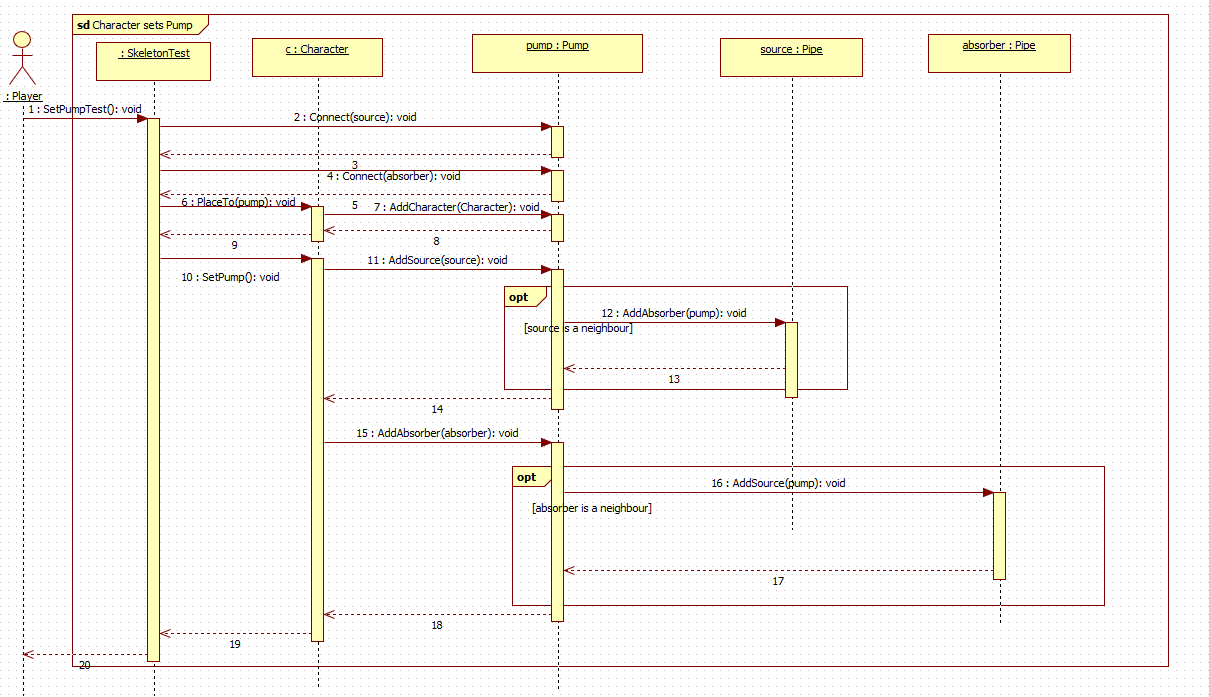 sd Character sets Pump
: SkeletonTest
c : Character
pump : Pump
source : Pipe
absorber : Pipe
: Player
1 : SetPumpTest(): void
2 : Connect(source): void
3
4 : Connect(absorber): void
5
6 : PlaceTo(pump): void
7 : AddCharacter(Character): void
8
9
10 : SetPump(): void
11 : AddSource(source): void
opt
12 : AddAbsorber(pump): void
[source is a neighbour]
13
14
15 : AddAbsorber(absorber): void
opt
16 : AddSource(pump): void
[absorber is a neighbour]
17
18
19
20